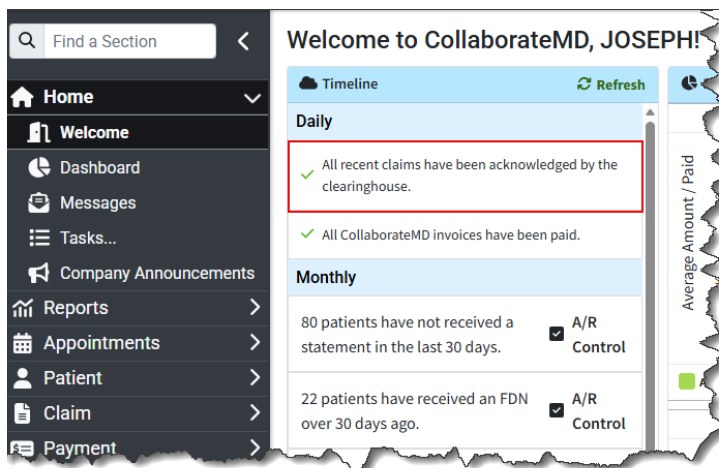 Find a Section
Home
Welcome
Dashboard
Messages
Tasks...
Company Announcements
Reports
Appointments
Patient
Claim
Payment
Welcome to CollaborateMD, JOSEPH!
Timeline
Refresh
Daily
All recent claims have been acknowledged by the
clearinghouse.
All CollaborateMD invoices have been paid.
Monthly
80 patients have not received a
statement in the last 30 days.
A/R
Control
22 patients have received an FDN
over 30 days ago.
A/R
Control
Average Amount / Paid